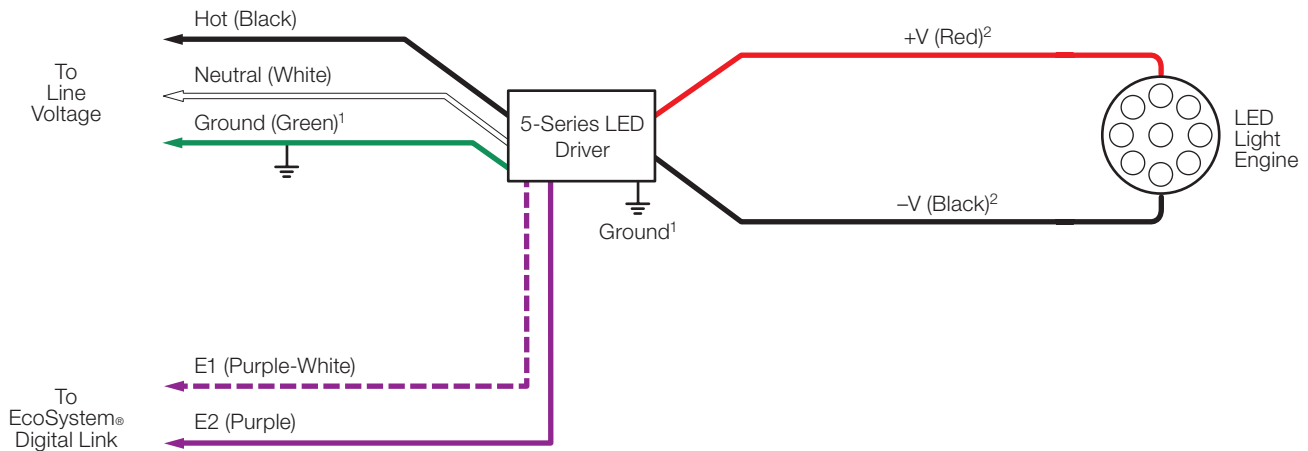 Hot (Black)
To
Line
Voltage
Neutral (White)
Ground (Green)¹
5-Series LED
Driver
Ground¹
+V (Red)²
–V (Black)²
LED
Light
Engine
To
EcoSystem®
Digital Link
E1 (Purple-White)
E2 (Purple)